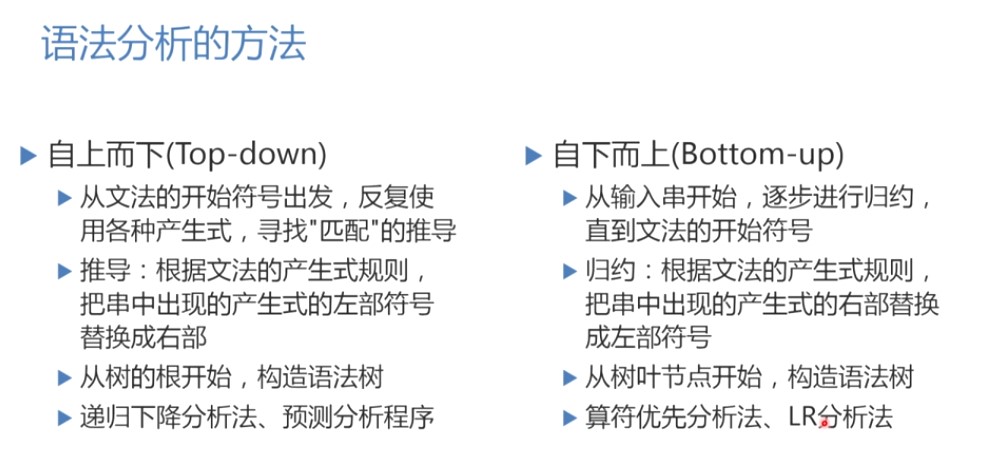 语法分析的方法
自上而下(Top-down)
从文法的开始符号出发，反复使
用各种产生式，寻找"匹配"的推导
推导：根据文法的产生式规则，
把串中出现的产生式的左部符号
替换成右部
从树的根开始，构造语法树
递归下降分析法、预测分析程序
自下而上(Bottom-up)
从输入串开始，逐步进行归约，
直到文法的开始符号
归约：根据文法的产生式规则，
把串中出现的产生式的右部替换
成左部符号
从树叶节点开始，构造语法树
算符优先分析法、LR分析法